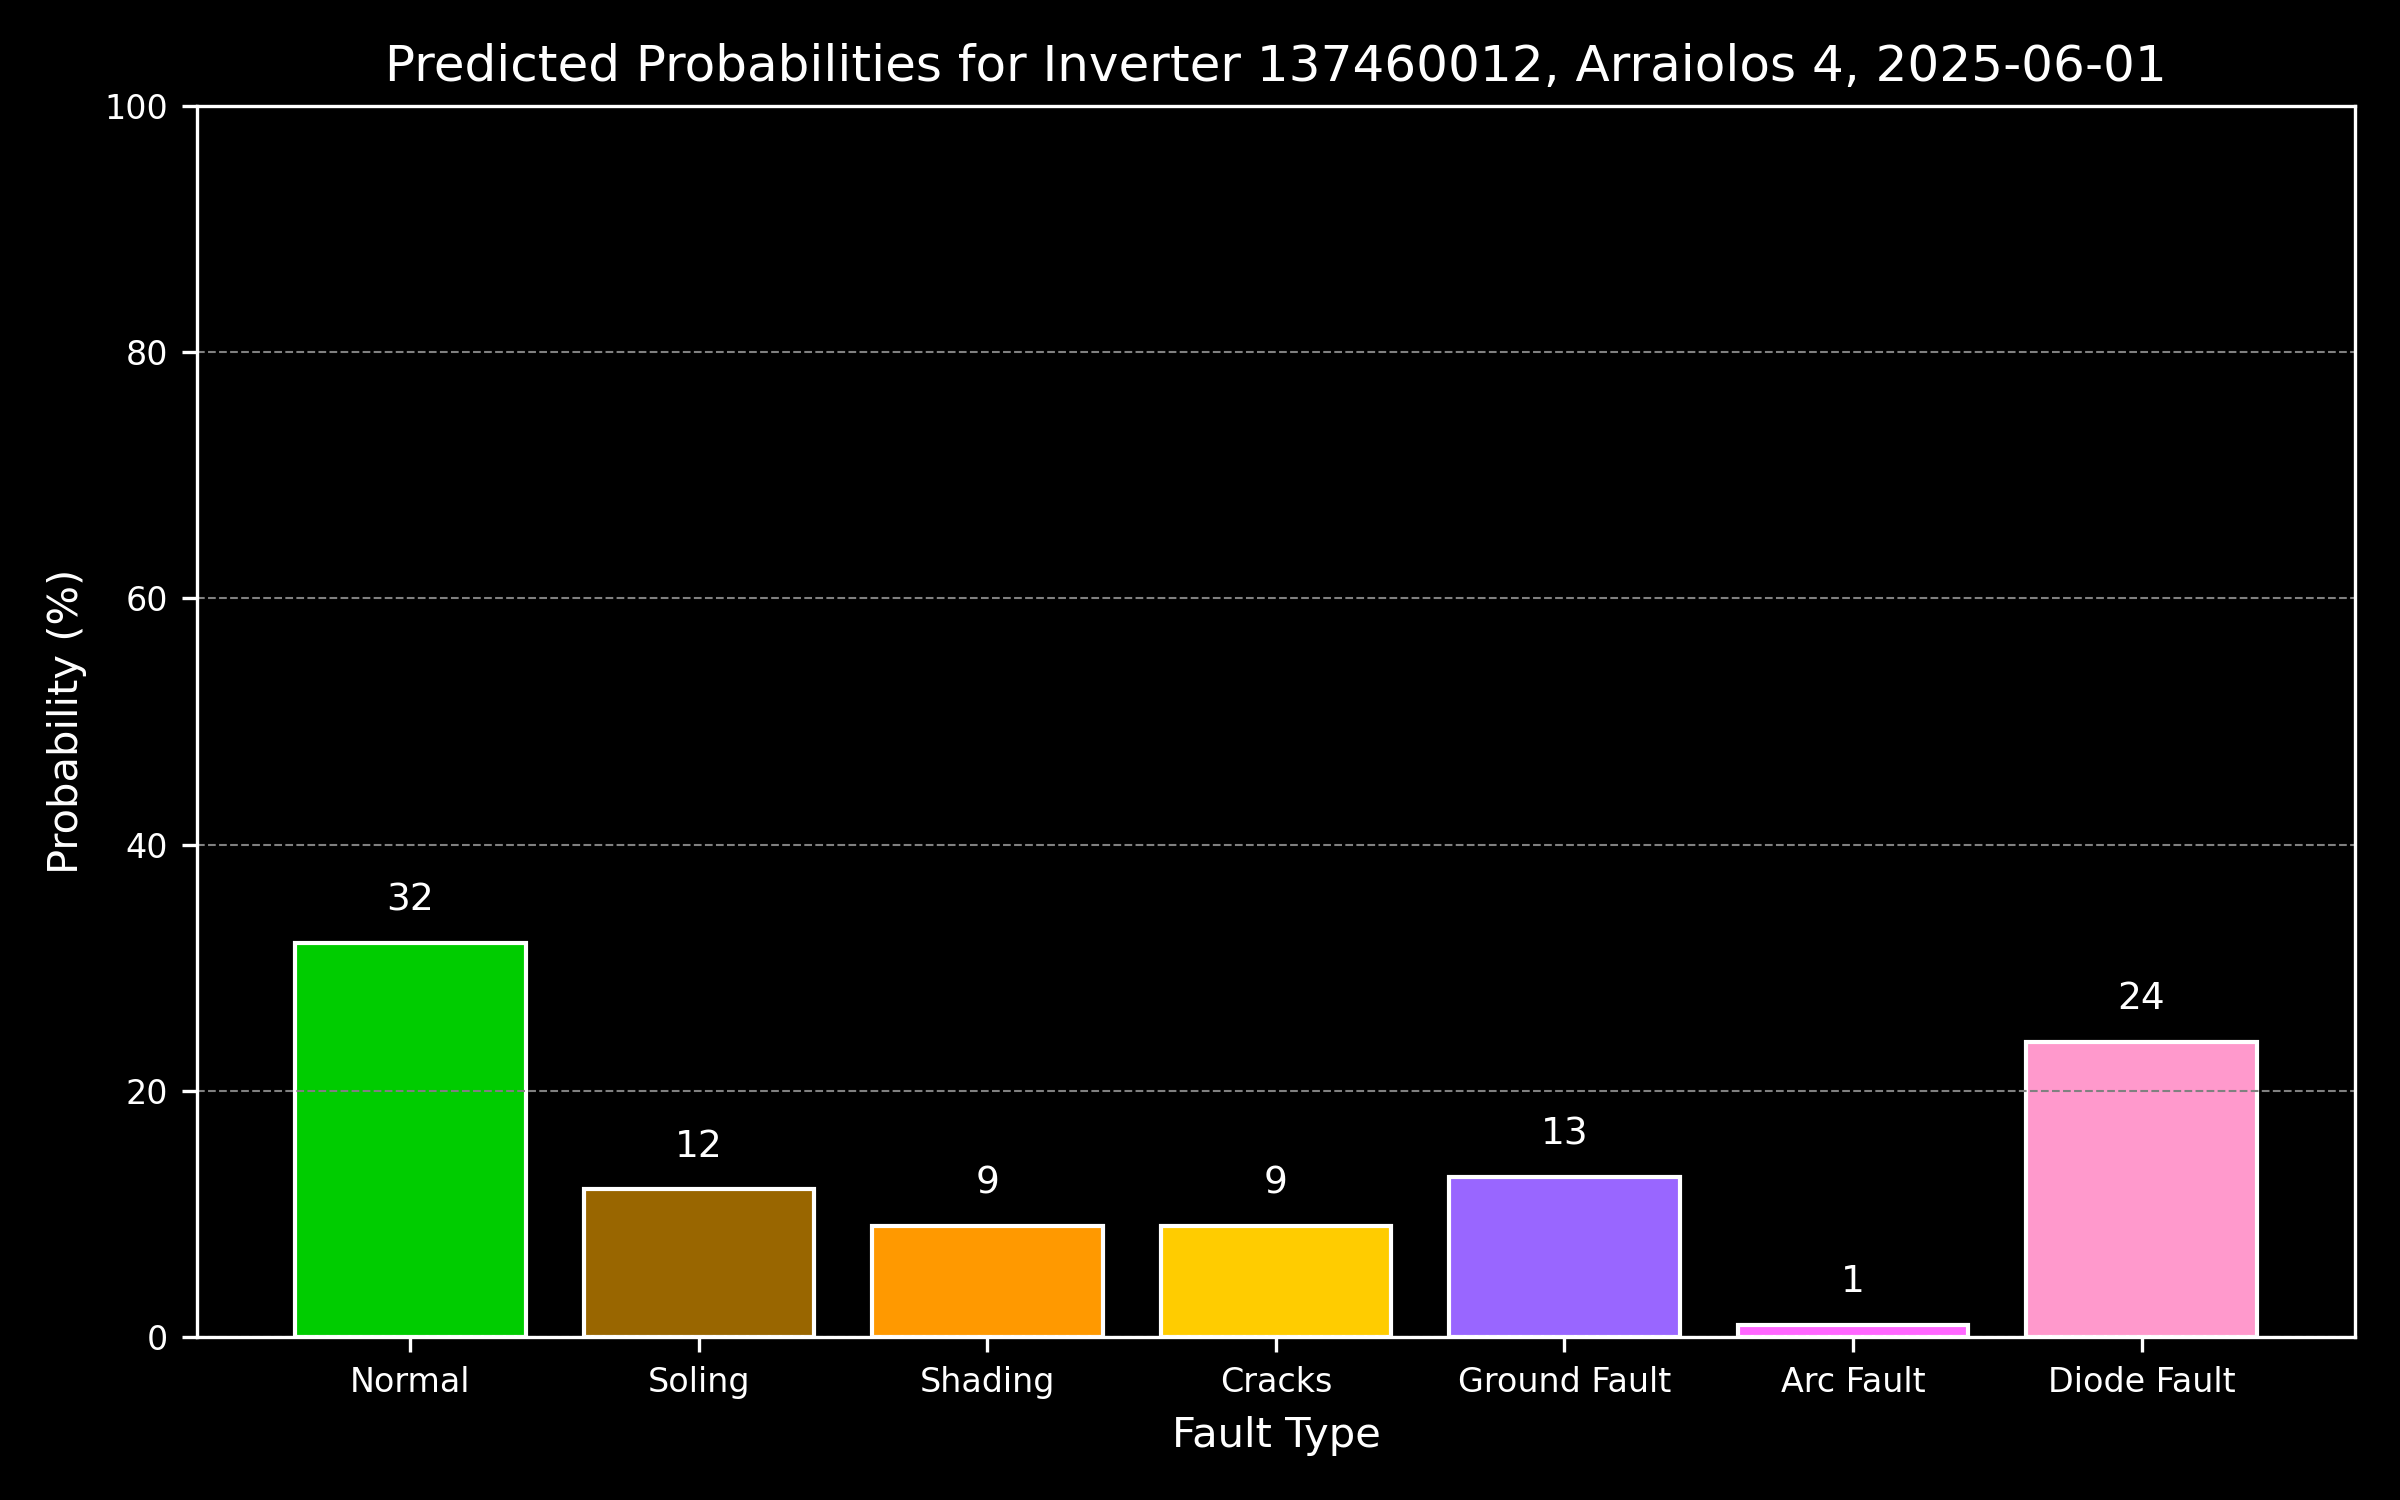 Predicted Probabilities for Inverter 137460012, Arraiolos 4, 2025-06-01
Probability (%)
100
80
60
40
20
0
32
12
9
9
13
1
24
Normal
Soling
Shading
Cracks
Ground Fault
Arc Fault
Diode Fault
Fault Type